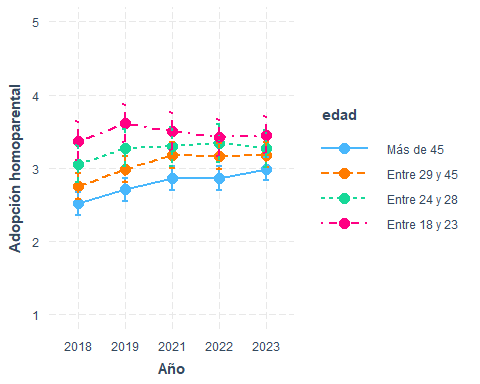 5
4
3
2
1
Adopción homoparental
2018 2019 2021 2022 2023
Año
edad
Más de 45
Entre 29 y 45
Entre 24 y 28
Entre 18 y 23